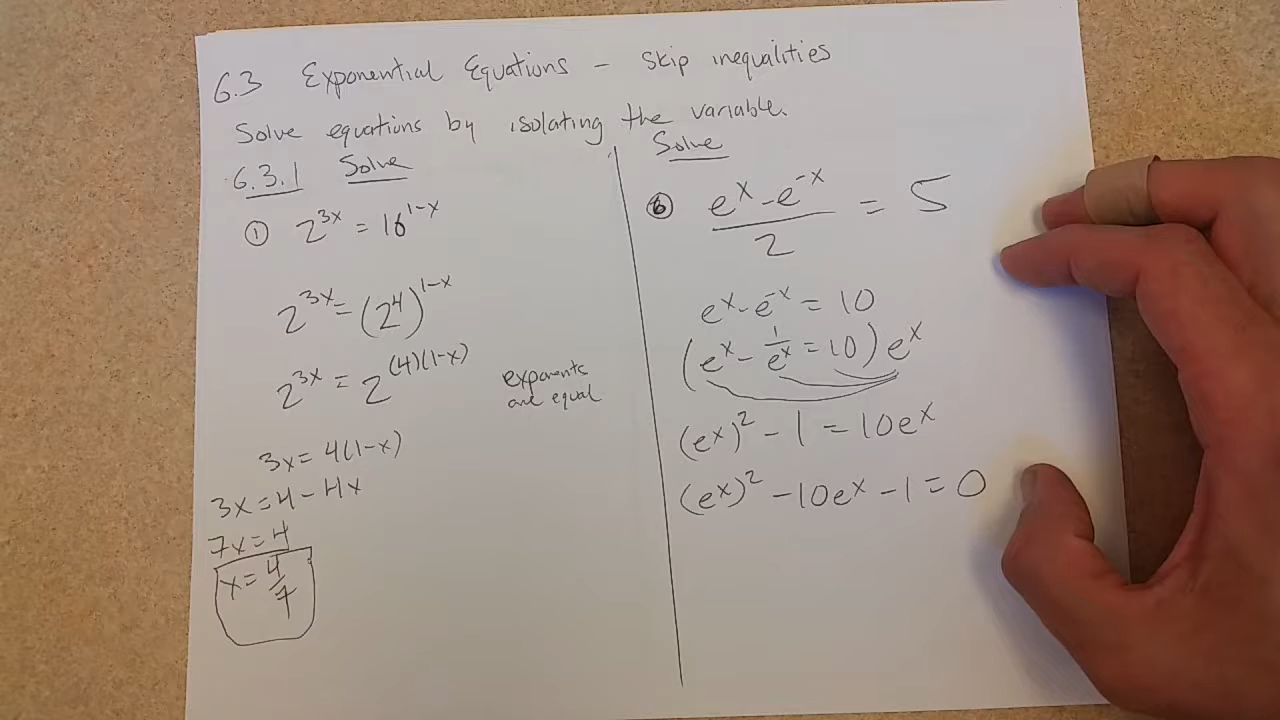 6.3 Exponential Equations - Skip inequalities
Solve equations by isolating the variable.
6.3.1 Solve
① 2^{3x} = 16^{1-x}
2^{3x} = (2^4)^{1-x}
2^{3x} = 2^{(4)(1-x)}
exponents
are equal
3x = 4(1-x)
3x = 4 - 4x
7x = 4
x = 4/7
Solve
⑥ (e^x - e^{-x})/2 = 5
e^x - e^{-x} = 10
(e^x - 1/e^x = 10) e^x
(e^x)^2 - 1 = 10e^x
(e^x)^2 - 10e^x - 1 = 0